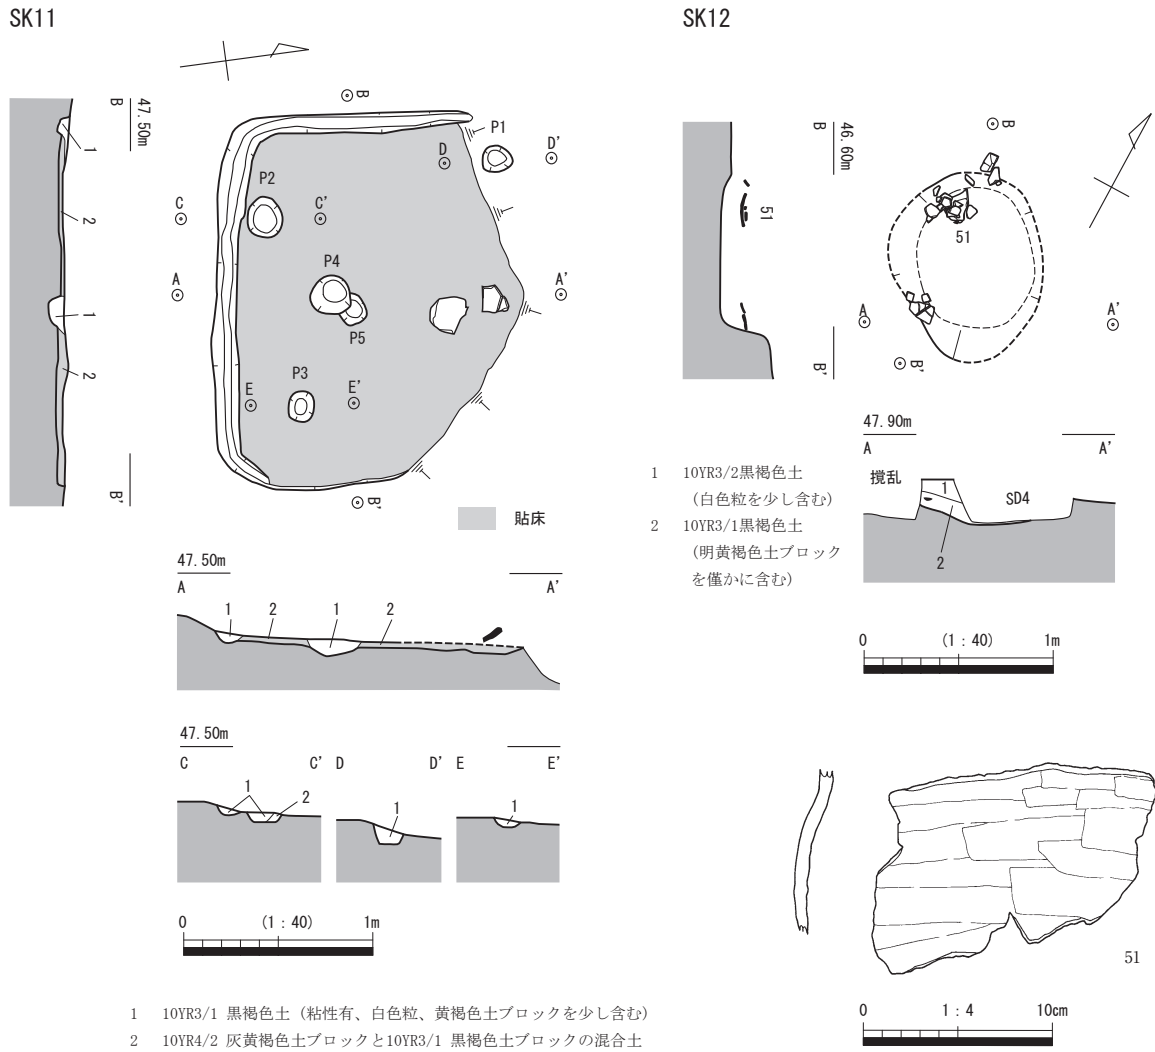 SK11
SK12
B
47.50m
1
2
1
2
B'
B
P1
D
D'
P2
C
C'
P4
A
A'
P5
P3
E
E'
B'
貼床
47.50m
A
A'
1
2
1
2
47.50m
C
C'
D
D'
E
E'
1
2
1
1
0
(1：40)
1m
1 10YR3/1 黒褐色土（粘性有、白色粒、黄褐色土ブロックを少し含む）
2 10YR4/2 灰黄褐色土ブロックと10YR3/1 黒褐色土ブロックの混合土
B
46.60m
51
B'
B
51
A
A'
B'
47.90m
A
A'
撹乱
1
SD4
2
1 10YR3/2黒褐色土
（白色粒を少し含む）
2 10YR3/1黒褐色土
（明黄褐色土ブロック
を僅かに含む）
0
(1：40)
1m
51
0
1：4
10cm